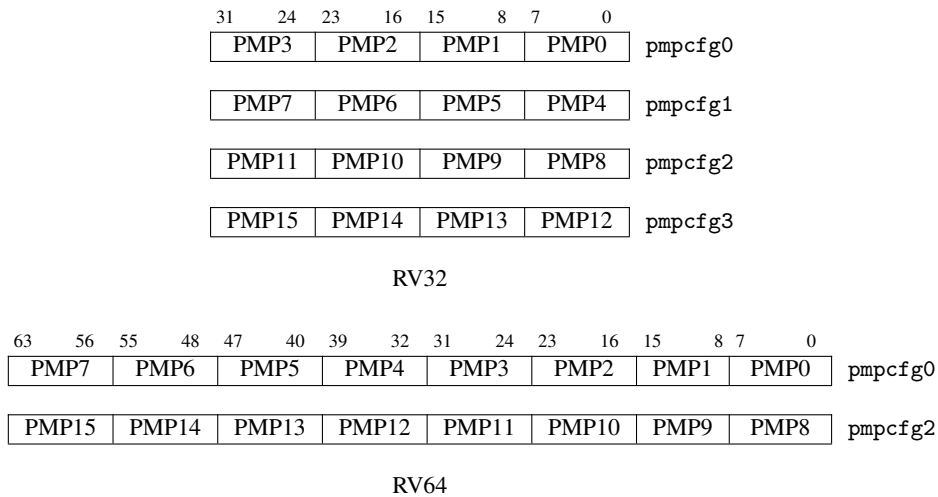 31 24 23 16 15 8 7 0
PMP3 PMP2 PMP1 PMP0 pmpcfg0
PMP7 PMP6 PMP5 PMP4 pmpcfg1
PMP11 PMP10 PMP9 PMP8 pmpcfg2
PMP15 PMP14 PMP13 PMP12 pmpcfg3
RV32
63 56 55 48 47 40 39 32 31 24 23 16 15 8 7 0
PMP7 PMP6 PMP5 PMP4 PMP3 PMP2 PMP1 PMP0 pmpcfg0
PMP15 PMP14 PMP13 PMP12 PMP11 PMP10 PMP9 PMP8 pmpcfg2
RV64